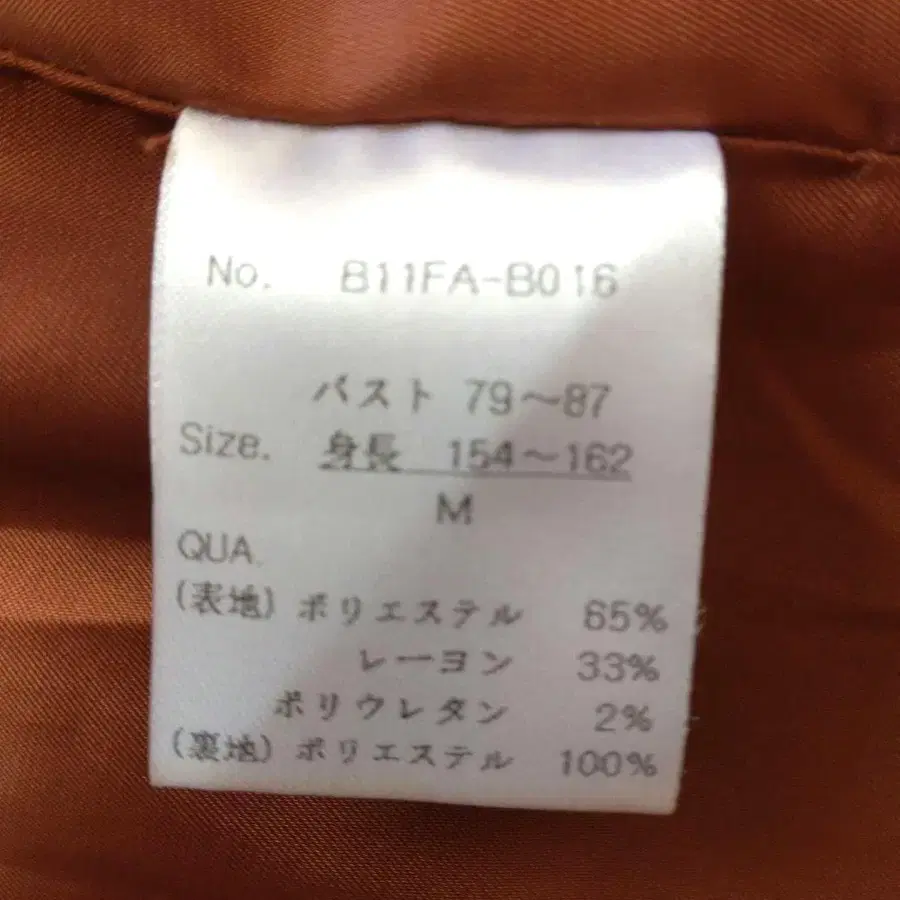 No. B11FA-B016
バスト 79～87
Size. 身長 154～162
M
QUA.
(表地) ポリエステル 65%
レーヨン 33%
ポリウレタン 2%
(裏地) ポリエステル 100%